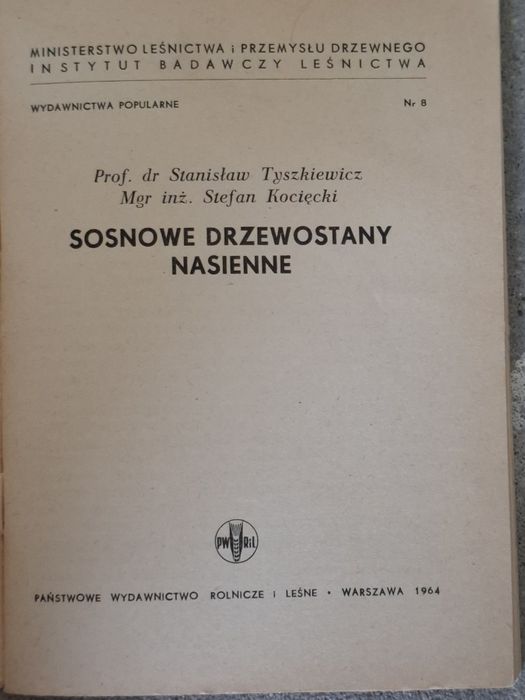 MINISTERSTWO LEŚNICTWA i PRZEMYSŁU DRZEWNEGO
INSTYTUT BADAWCZY LEŚNICTWA
WYDAWNICTWA POPULARNE Nr 8
Prof. dr Stanisław Tyszkiewicz
Mgr inż. Stefan Kocięcki
SOSNOWE DRZEWOSTANY
NASIENNE
PWRiL
PAŃSTWOWE WYDAWNICTWO ROLNICZE I LEŚNE • WARSZAWA 1964